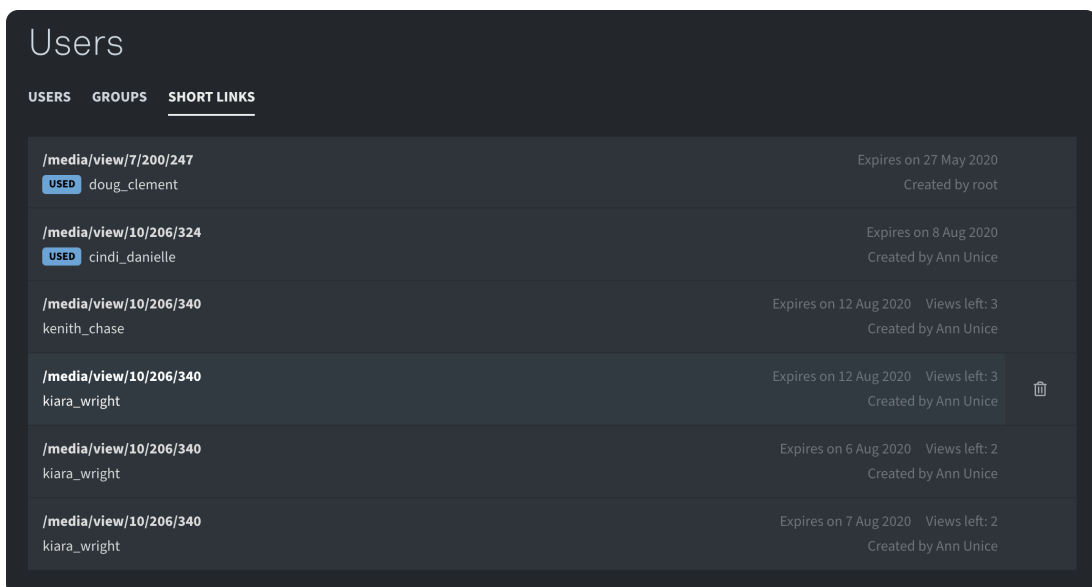 Users
USERS GROUPS SHORT LINKS
/media/view/7/200/247 Expires on 27 May 2020
USED doug_clement Created by root
/media/view/10/206/324 Expires on 8 Aug 2020
USED cindi_danielle Created by Ann Unice
/media/view/10/206/340 Expires on 12 Aug 2020 Views left: 3
kenith_chase Created by Ann Unice
/media/view/10/206/340 Expires on 12 Aug 2020 Views left: 3
kiara_wright Created by Ann Unice
/media/view/10/206/340 Expires on 6 Aug 2020 Views left: 2
kiara_wright Created by Ann Unice
/media/view/10/206/340 Expires on 7 Aug 2020 Views left: 2
kiara_wright Created by Ann Unice